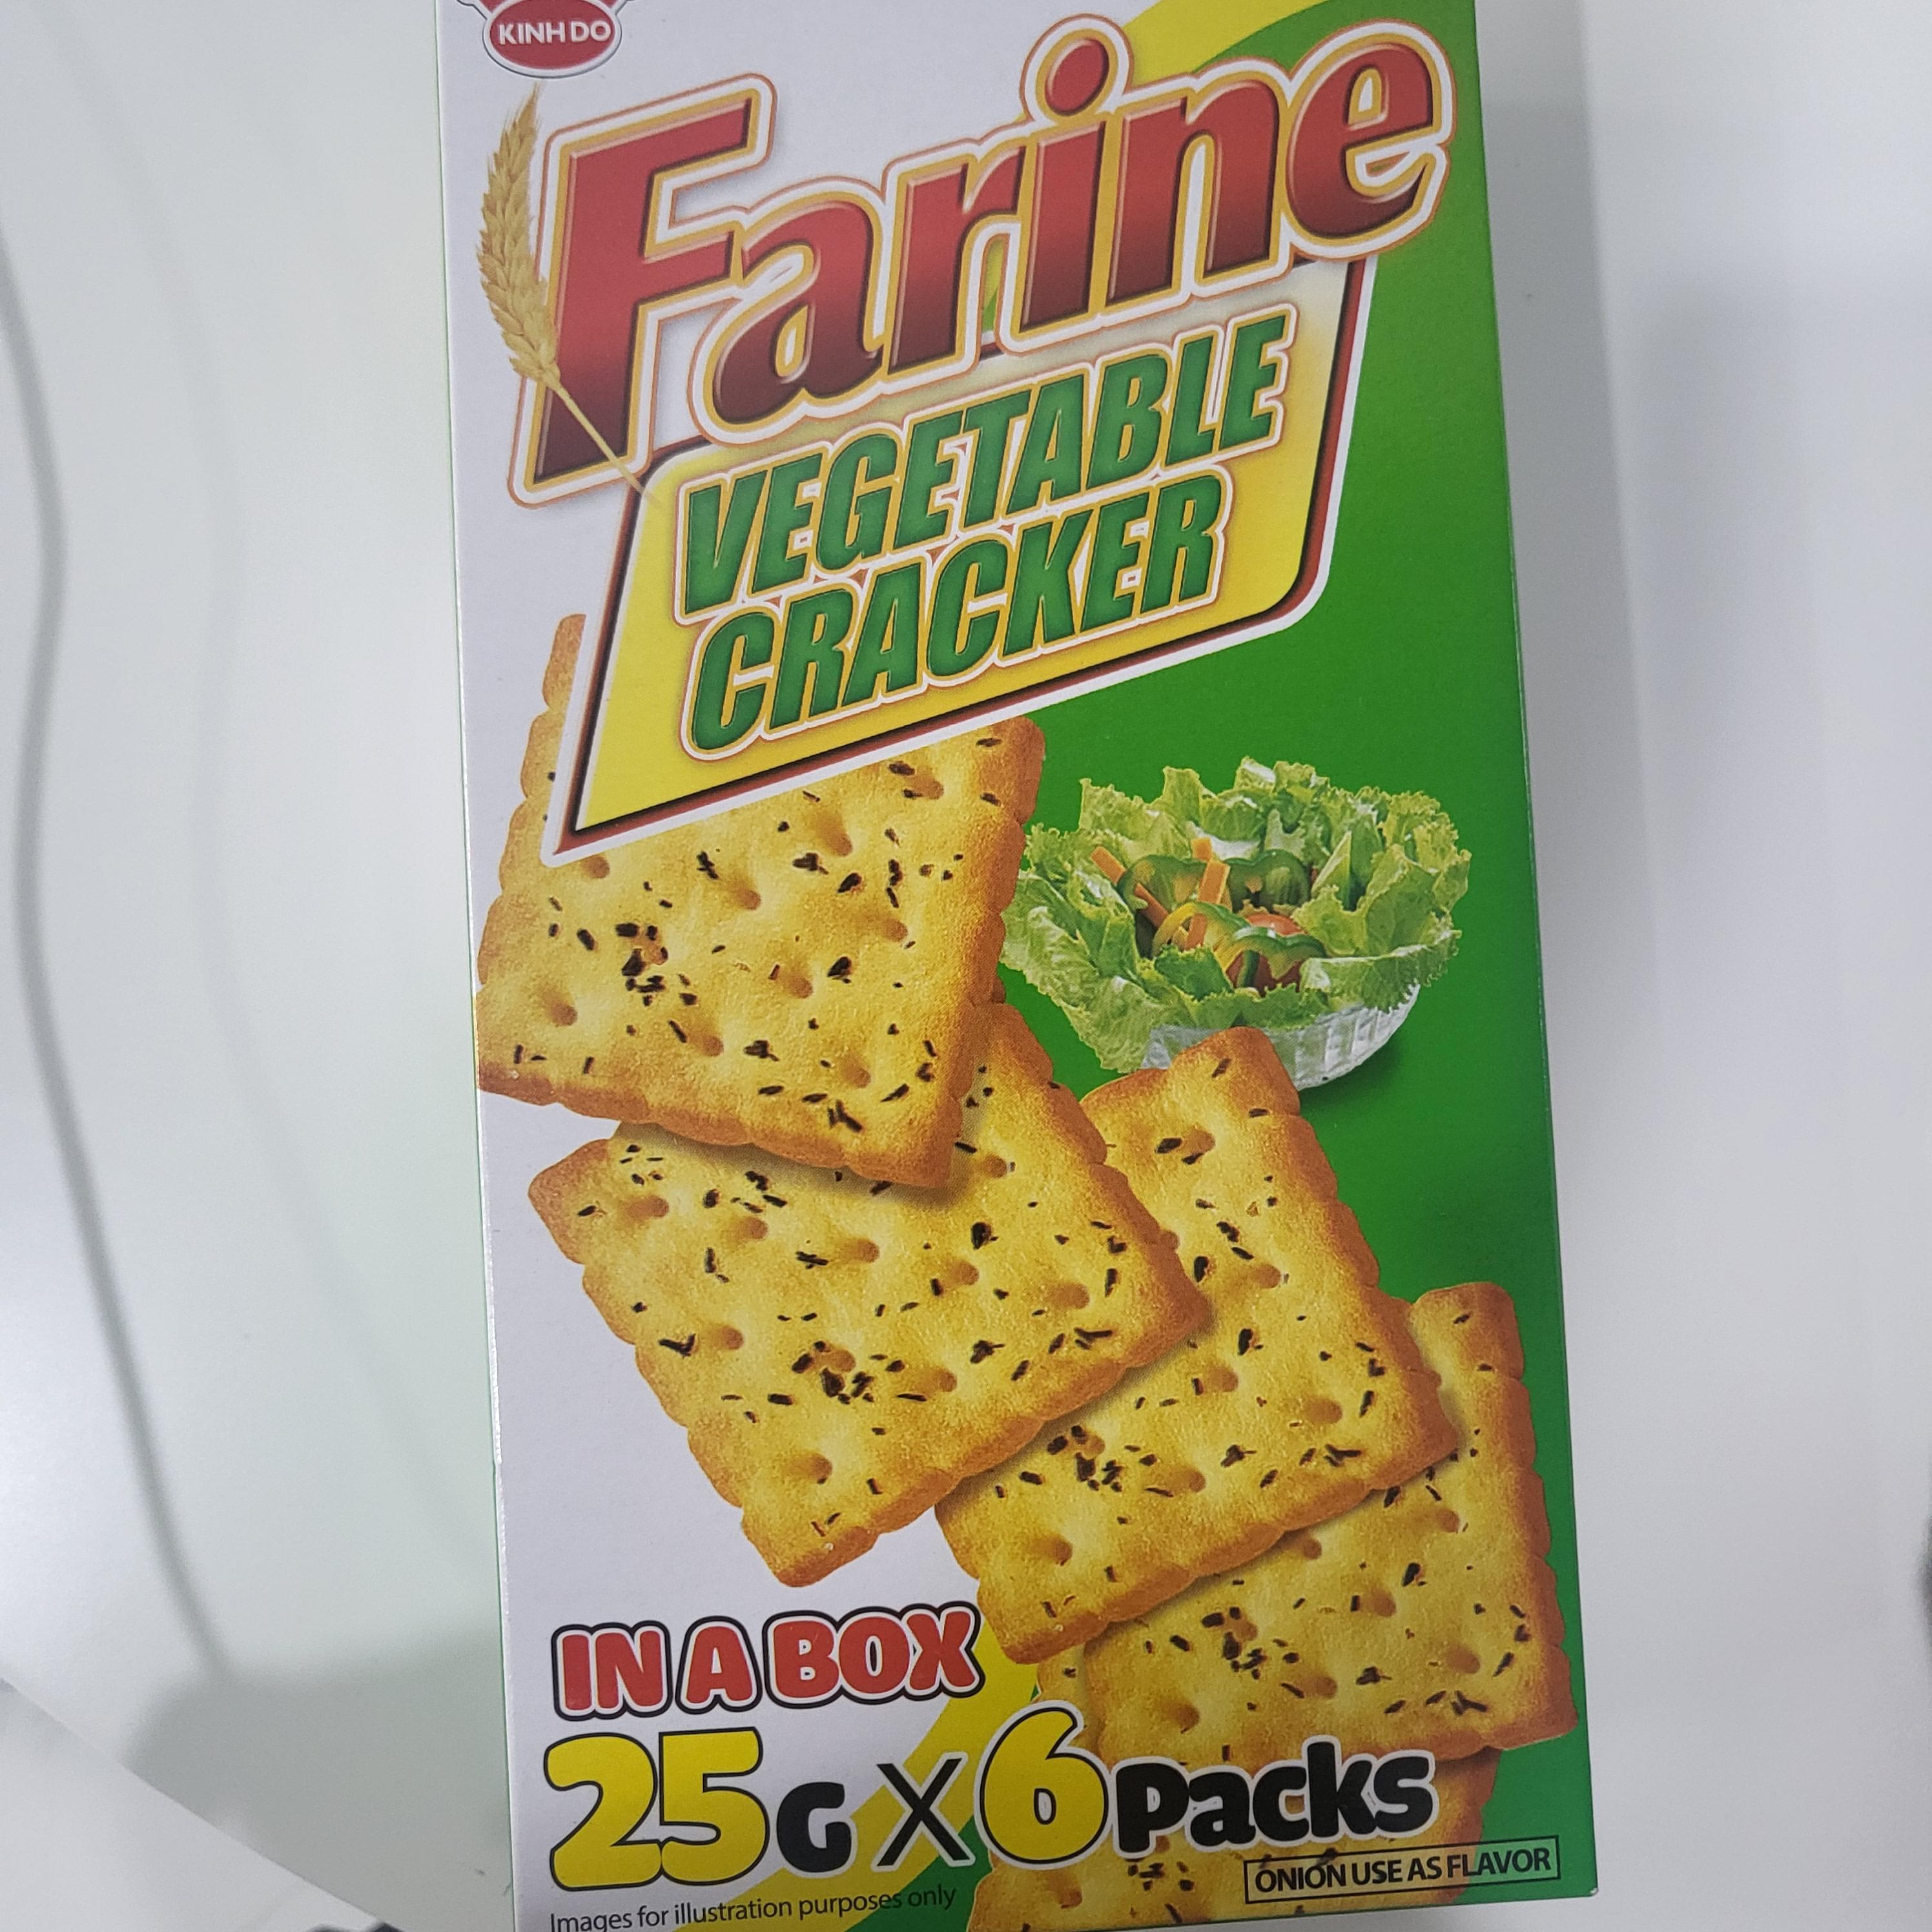 KINH DO
Farine
VEGETABLE
CRACKER
IN A BOX
25G X 6 Packs
ONION USE AS FLAVOR
Images for illustration purposes only